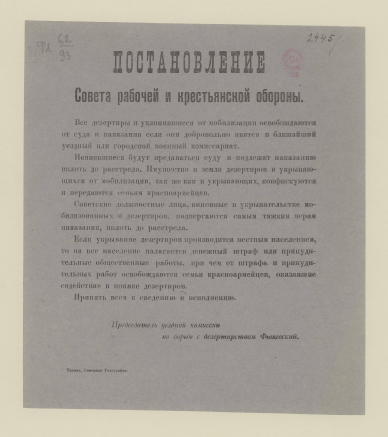 62
93
2445
ПОСТАНОВЛЕНИЕ
Совета рабочей и крестьянской обороны.
Все дезертиры и уклонившиеся от мобилизации освобождаются
от суда и наказания если они добровольно явятся в ближайший
уездный или городской военный комиссариат.
Неявившиеся будут предаваться суду и подлежат наказанию
вплоть до расстрела. Имущество и земля дезертиров и укрываю-
щихся от мобилизации, так же как и укрывающих, конфискуются
и передаются семьям красноармейцев.
Советские должностные лица, виновные в укрывательстве мо-
билизованных и дезертиров, подвергаются самым тяжким мерам
наказания, вплоть до расстрела.
Если укрывание дезертиров производится местным населением,
то на все население налагается денежный штраф или принуди-
тельные общественные работы, при чем от штрафа и принуди-
тельных работ освобождаются семьи красноармейцев, оказавшие
содействие в поимке дезертиров.
Принять всем к сведению и исполнению.
Председатель уездной комиссии
по борьбе с дезертирством